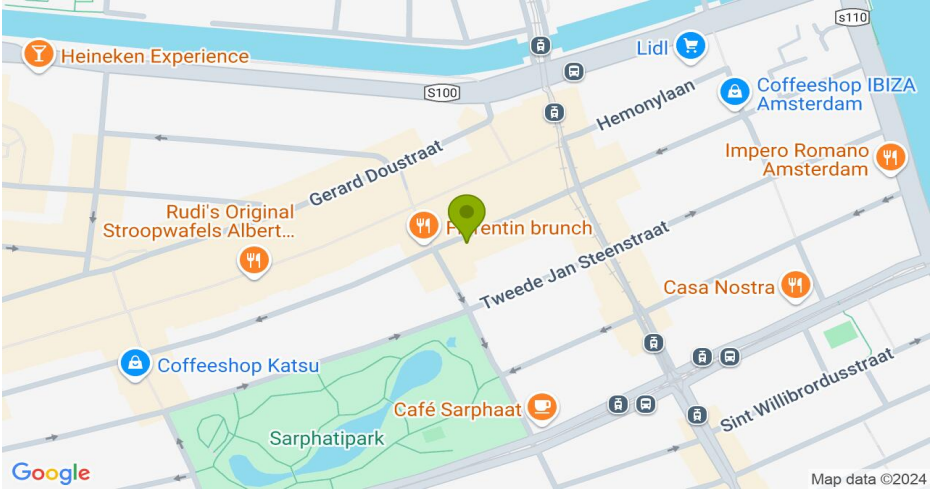 s110
Heineken Experience
Lidl
S100
Coffeeshop IBIZA
Amsterdam
Hemonylaan
Gerard Doustraat
Impero Romano
Amsterdam
Rudi's Original
Stroopwafels Albert...
Florentin brunch
Tweede Jan Steenstraat
Casa Nostra
Coffeeshop Katsu
Café Sarphaat
Sint Willibrordusstraat
Sarphatipark
Google
Map data ©2024